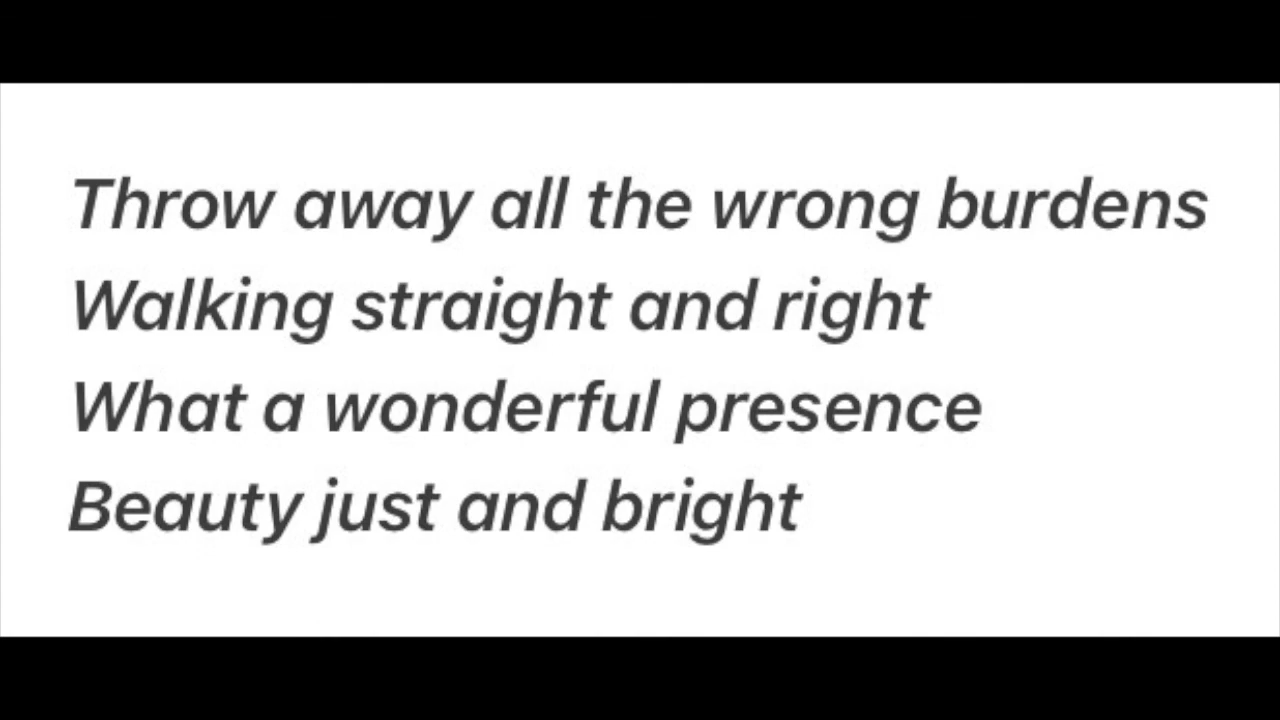 Throw away all the wrong burdens
Walking straight and right
What a wonderful presence
Beauty just and bright